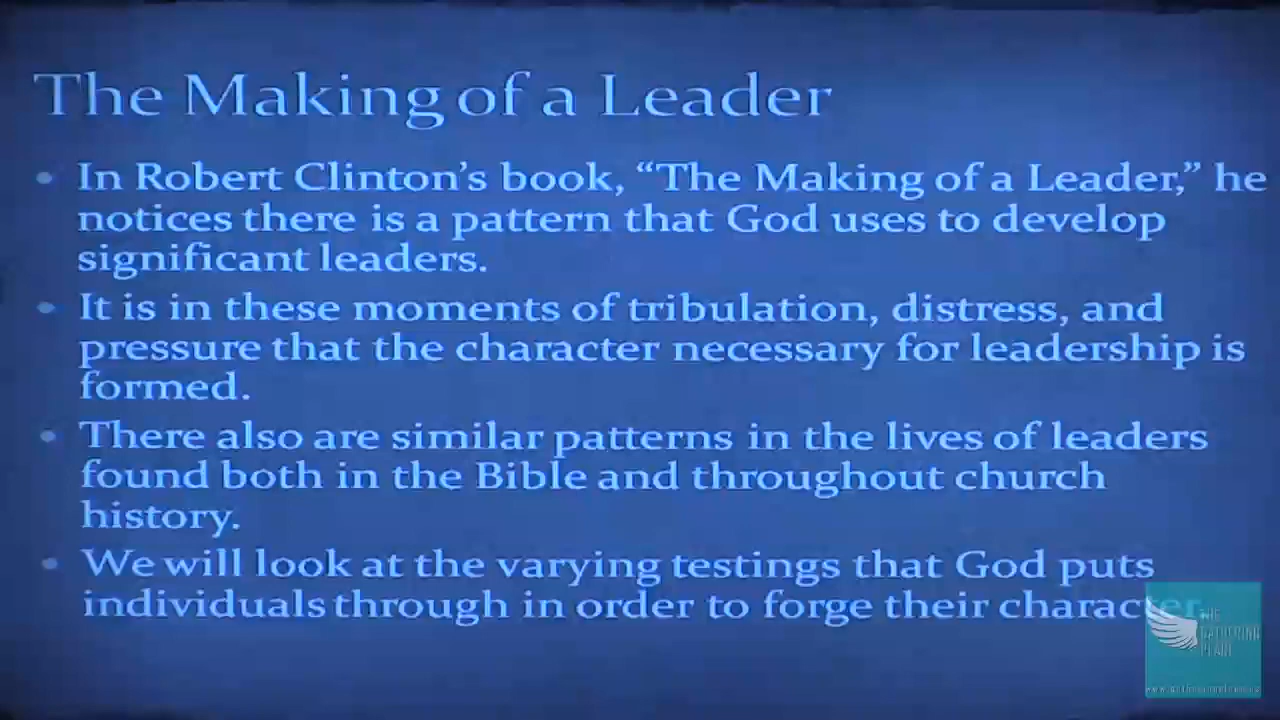 The Making of a Leader
• In Robert Clinton's book, “The Making of a Leader,” he
notices there is a pattern that God uses to develop
significant leaders.
• It is in these moments of tribulation, distress, and
pressure that the character necessary for leadership is
formed.
• There also are similar patterns in the lives of leaders
found both in the Bible and throughout church
history.
• We will look at the varying testings that God puts
individuals through in order to forge their character.
THE
GATHERING
PLACE